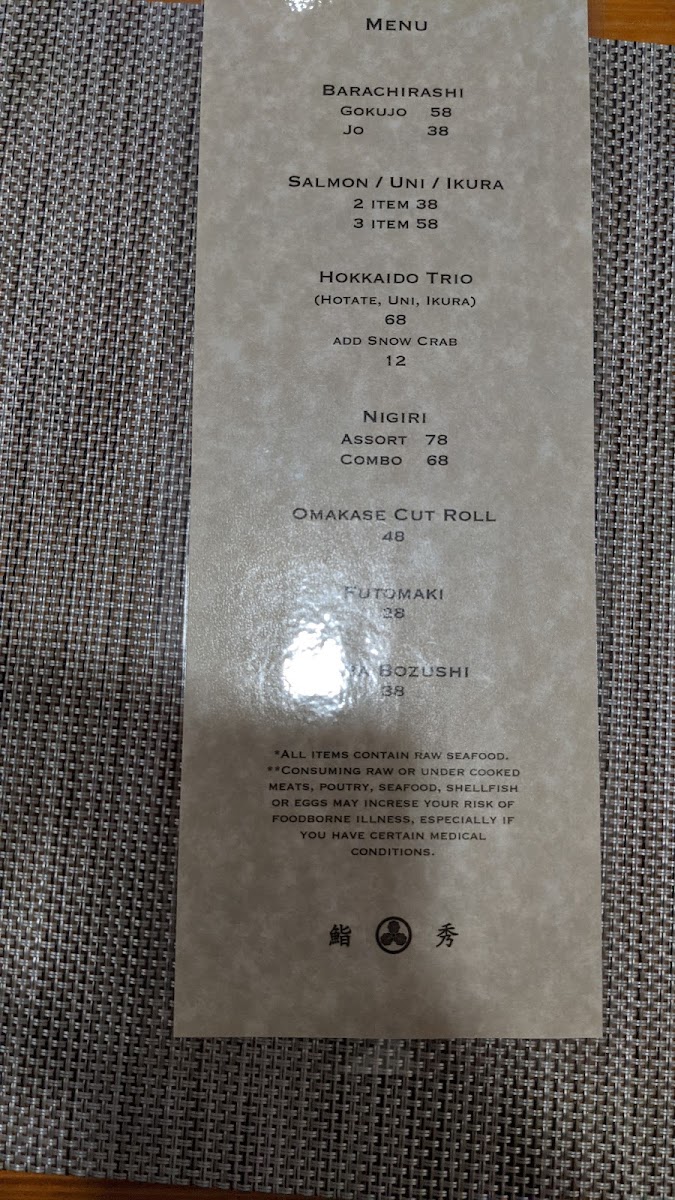 Menu
Barachirashi
Gokujo 58
Jo 38
Salmon / Uni / Ikura
2 item 38
3 item 58
Hokkaido Trio
(Hotate, Uni, Ikura)
68
add Snow Crab
12
Nigiri
Assort 78
Combo 68
Omakase Cut Roll
48
Futomaki
28
Bozushi
38
*All items contain raw seafood.
**Consuming raw or under cooked
meats, poutry, seafood, shellfish
or eggs may increse your risk of
foodborne illness, especially if
you have certain medical
conditions.
鮨 秀